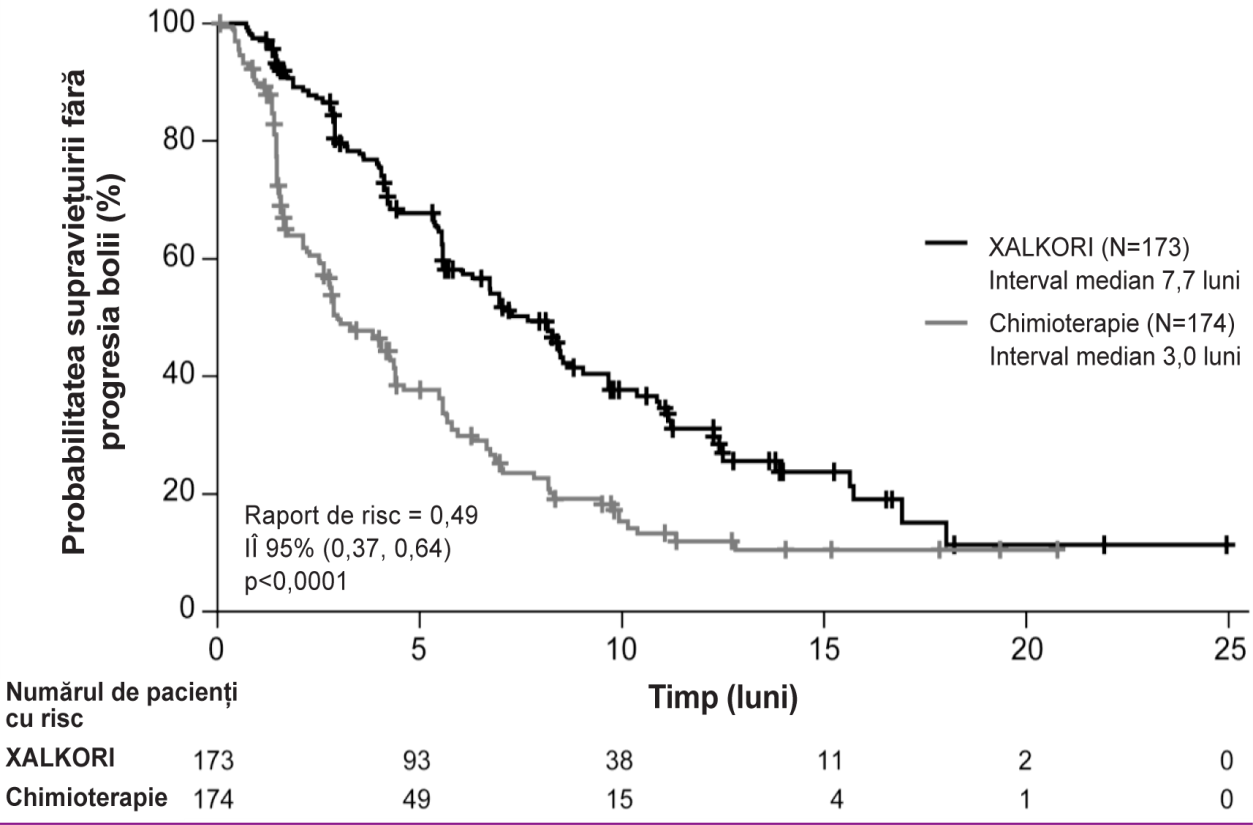 Probabilitatea supraviețuirii fără
progresia bolii (%)
100
80
60
40
20
0
XALKORI (N=173)
Interval median 7,7 luni
Chimioterapie (N=174)
Interval median 3,0 luni
Raport de risc = 0,49
IÎ 95% (0,37, 0,64)
p<0,0001
0 5 10 15 20 25
Timp (luni)
Numărul de pacienți
cu risc
XALKORI 173 93 38 11 2 0
Chimioterapie 174 49 15 4 1 0